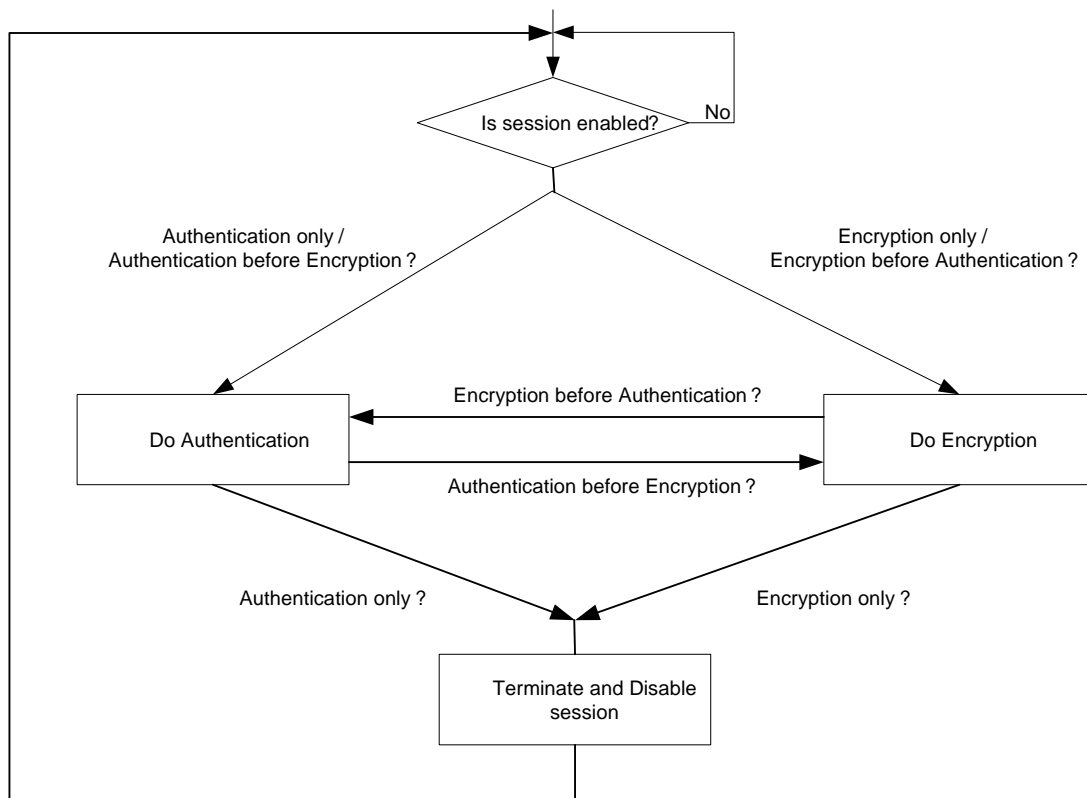 No
Is session enabled?
Authentication only /
Authentication before Encryption ?
Encryption only /
Encryption before Authentication ?
Encryption before Authentication ?
Do Authentication
Do Encryption
Authentication before Encryption ?
Authentication only ?
Encryption only ?
Terminate and Disable
session